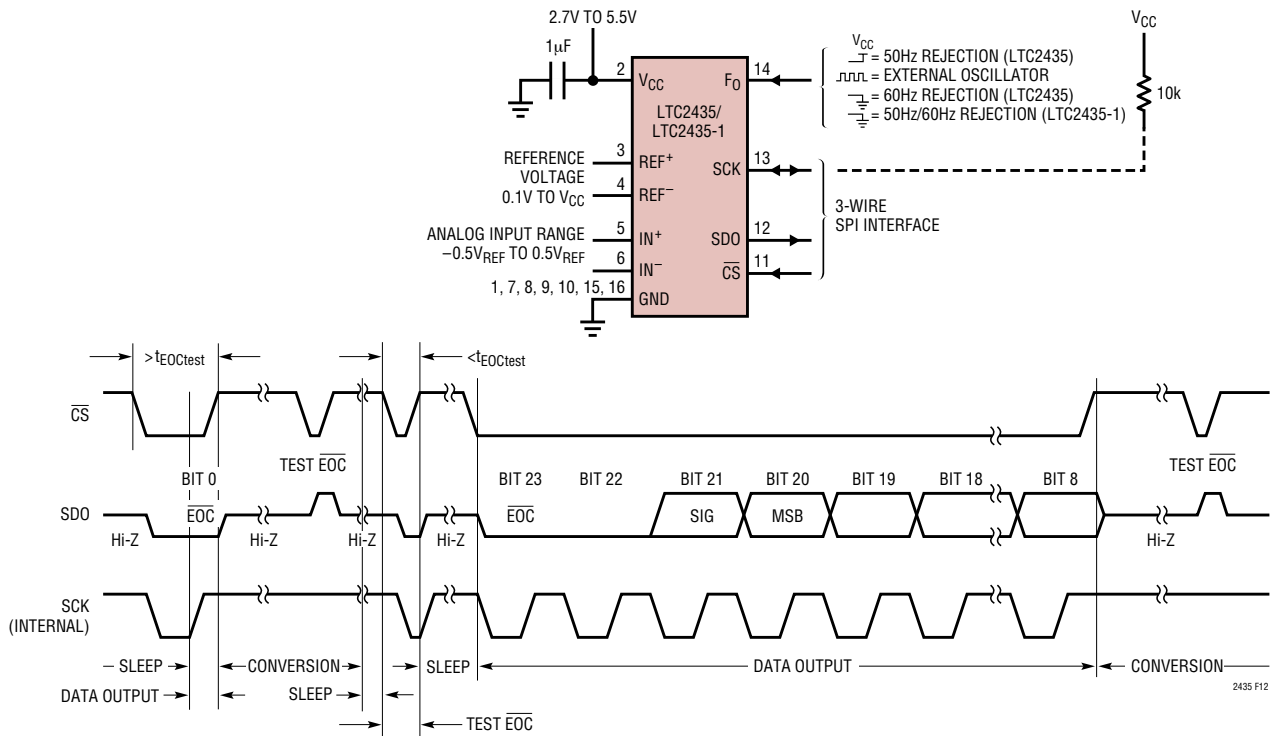 2.7V TO 5.5V
1µF
2
VCC
LTC2435/
LTC2435-1
FO
14
VCC
= 50Hz REJECTION (LTC2435)
= EXTERNAL OSCILLATOR
= 60Hz REJECTION (LTC2435)
= 50Hz/60Hz REJECTION (LTC2435-1)
VCC
10k
REFERENCE
VOLTAGE
0.1V TO VCC
3
REF+
4
REF−
SCK
13
3-WIRE
SPI INTERFACE
ANALOG INPUT RANGE
−0.5VREF TO 0.5VREF
5
IN+
6
IN−
SDO
12
CS
11
1, 7, 8, 9, 10, 15, 16
GND
>tEOCtest
<tEOCtest
CS
TEST EOC
TEST EOC
BIT 0
BIT 23
BIT 22
BIT 21
BIT 20
BIT 19
BIT 18
BIT 8
SDO
EOC
EOC
SIG
MSB
Hi-Z
Hi-Z
Hi-Z
Hi-Z
Hi-Z
SCK
(INTERNAL)
SLEEP
CONVERSION
SLEEP
DATA OUTPUT
CONVERSION
DATA OUTPUT
SLEEP
TEST EOC
2435 F12